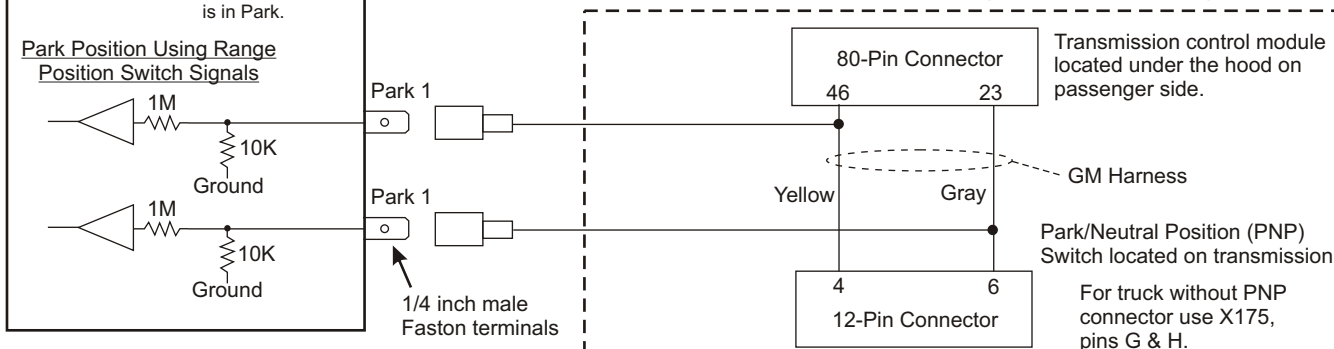 is in Park.
Park Position Using Range
Position Switch Signals
1M
10K
Ground
Park 1
1M
10K
Ground
Park 1
1/4 inch male
Faston terminals
80-Pin Connector
46 23
Transmission control module
located under the hood on
passenger side.
Yellow Gray
GM Harness
Park/Neutral Position (PNP)
Switch located on transmission
4 6
12-Pin Connector
For truck without PNP
connector use X175,
pins G & H.